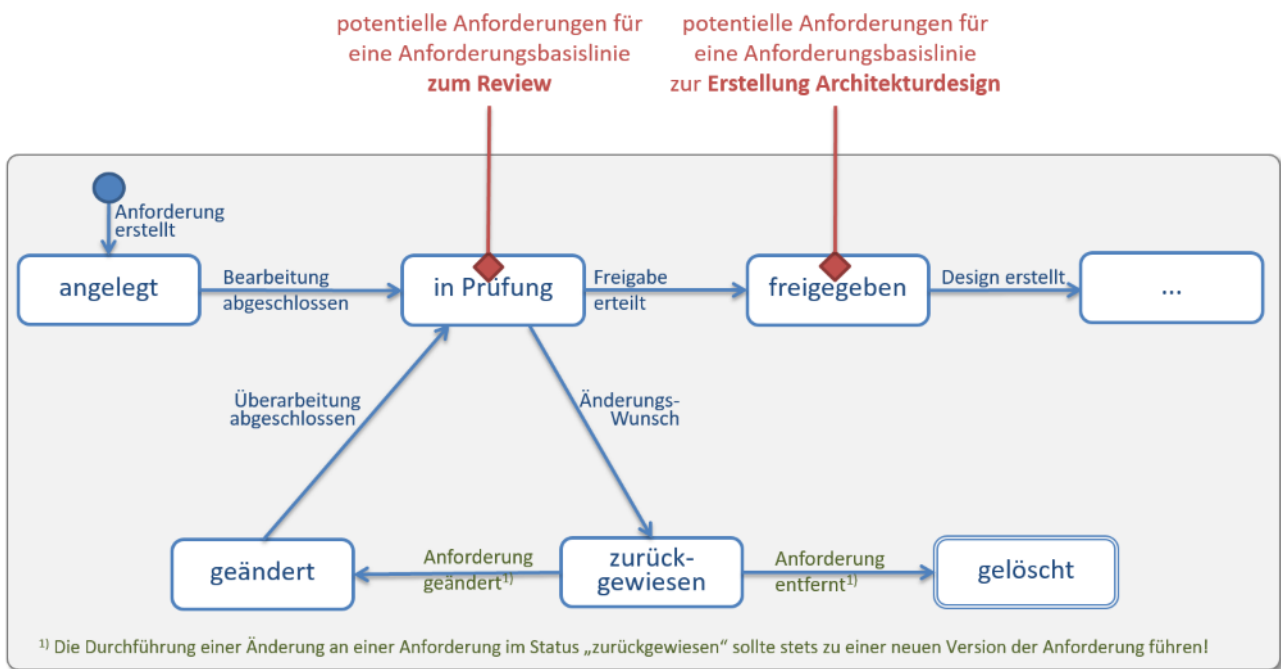 potentielle Anforderungen für
eine Anforderungsbasislinie
zum Review
potentielle Anforderungen für
eine Anforderungsbasislinie
zur Erstellung Architekturdesign
Anforderung
erstellt
angelegt
Bearbeitung
abgeschlossen
in Prüfung
Freigabe
erteilt
freigegeben
Design erstellt
...
Überarbeitung
abgeschlossen
Änderungs-
Wunsch
geändert
Anforderung
geändert¹⁾
zurück-
gewiesen
Anforderung
entfernt¹⁾
gelöscht
¹⁾ Die Durchführung einer Änderung an einer Anforderung im Status „zurückgewiesen“ sollte stets zu einer neuen Version der Anforderung führen!